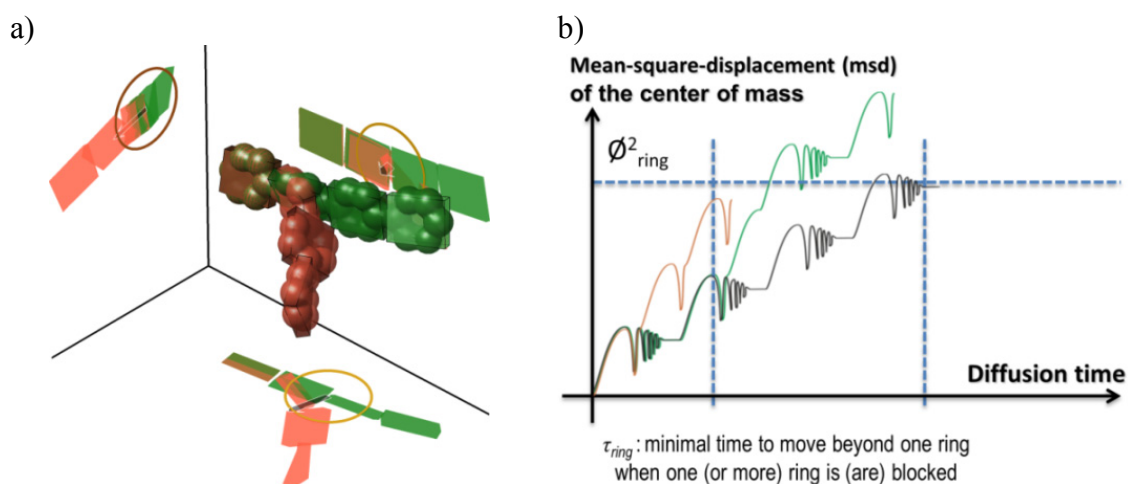 a)
b)
Mean-square-displacement (msd)
of the center of mass
Ø²ring
Diffusion time
τring : minimal time to move beyond one ring
when one (or more) ring is (are) blocked